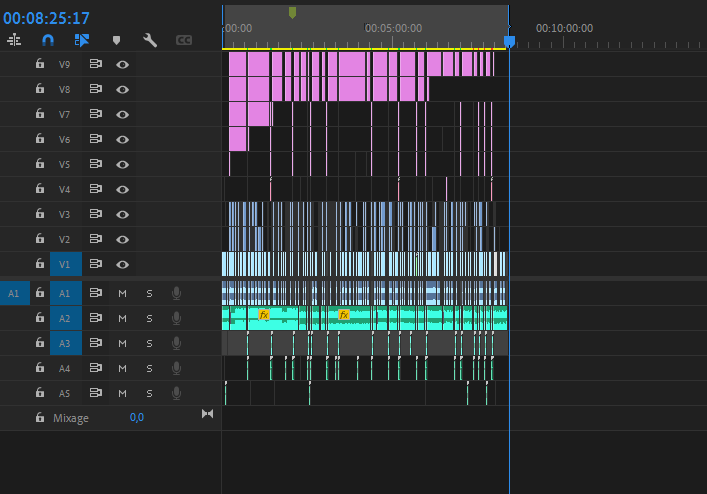 00:08:25:17
:00:00 00:05:00:00 00:10:00:00
V9
V8
V7
V6
V5
V4
V3
V2
V1
A1 A1 M S
A2 M S fx fx
A3 M S
A4 M S
A5 M S
Mixage 0,0